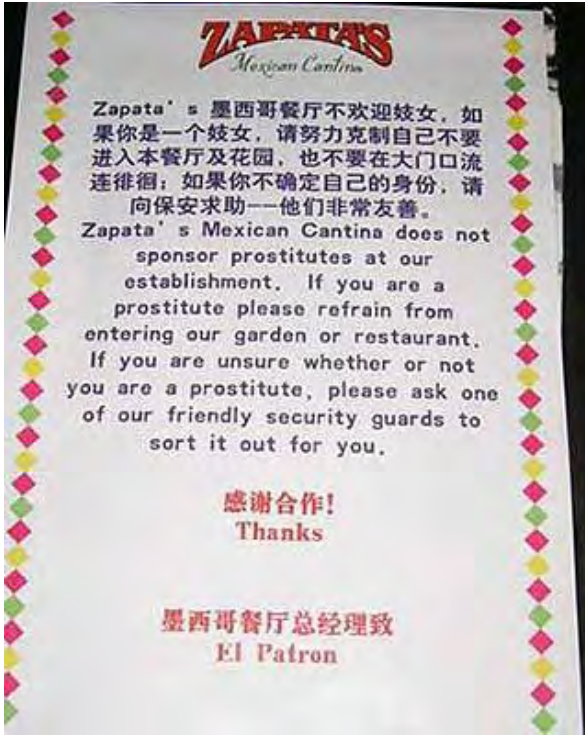 ZAPATA'S
Mexican Cantina
Zapata's 墨西哥餐厅不欢迎妓女,如
果你是一个妓女,请努力克制自己不要
进入本餐厅及花园,也不要在大门口流
连徘徊;如果你不确定自己的身份,请
向保安求助--他们非常友善。
Zapata's Mexican Cantina does not
sponsor prostitutes at our
establishment. If you are a
prostitute please refrain from
entering our garden or restaurant.
If you are unsure whether or not
you are a prostitute, please ask one
of our friendly security guards to
sort it out for you.
感谢合作!
Thanks
墨西哥餐厅总经理致
El Patron